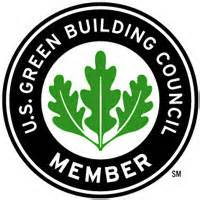 U.S. GREEN BUILDING COUNCIL
MEMBER
SM